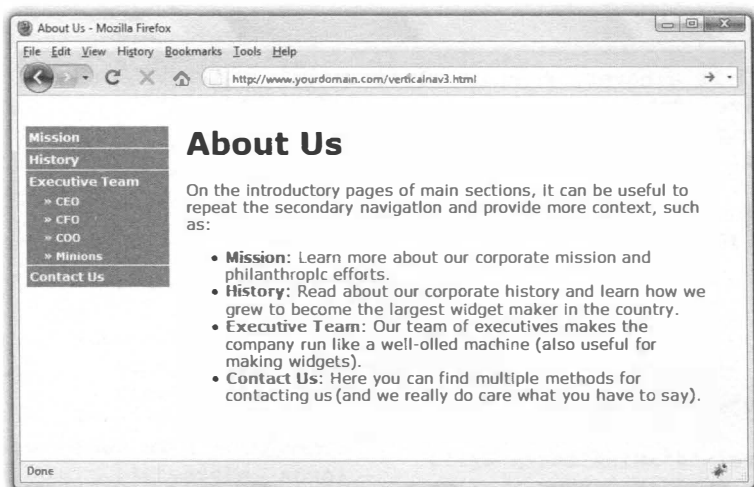 About Us - Mozilla Firefox
File Edit View History Bookmarks Tools Help
http://www.yourdomain.com/verticalnav3.html
Mission
History
Executive Team
» CEO
» CFO
» COO
» Minions
Contact Us
About Us
On the introductory pages of main sections, it can be useful to
repeat the secondary navigation and provide more context, such
as:
• Mission: Learn more about our corporate mission and
philanthropic efforts.
• History: Read about our corporate history and learn how we
grew to become the largest widget maker in the country.
• Executive Team: Our team of executives makes the
company run like a well-olled machine (also useful for
making widgets).
• Contact Us: Here you can find multiple methods for
contacting us (and we really do care what you have to say).
Done